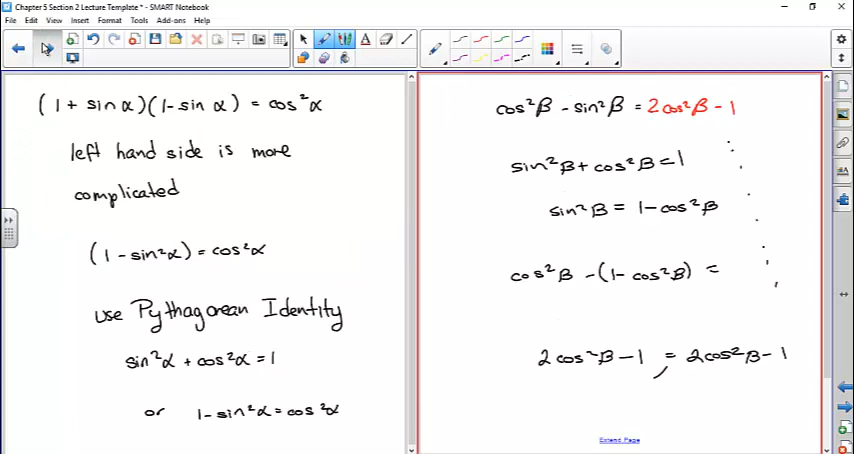 Chapter 5 Section 2 Lecture Template * - SMART Notebook
File Edit View Insert Format Tools Add-ons Help
(1 + sin α)(1 - sin α) = cos²α
left hand side is more
complicated
(1 - sin²α) = cos²α
use Pythagorean Identity
sin²α + cos²α = 1
or 1 - sin²α = cos²α
cos²β - sin²β = 2cos²β - 1
sin²β + cos²β = 1
sin²β = 1 - cos²β
cos²β - (1 - cos²β) =
2cos²β - 1 = 2cos²β - 1
Extend Page